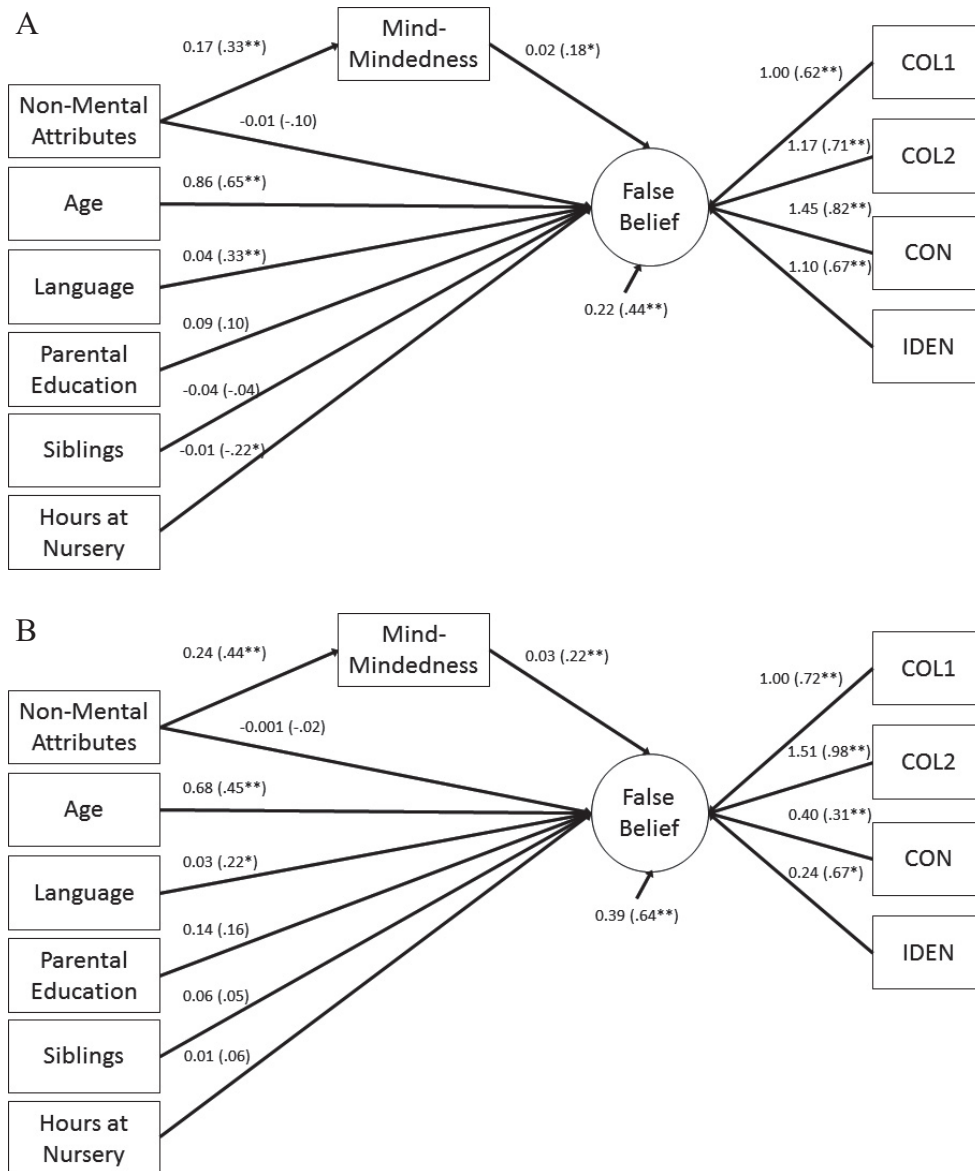 A
Mind-
Mindedness
0.17 (.33**)
0.02 (.18*)
Non-Mental
Attributes
-0.01 (-.10)
Age
0.86 (.65**)
Language
0.04 (.33**)
Parental
Education
0.09 (.10)
Siblings
-0.04 (-.04)
Hours at
Nursery
-0.01 (-.22*)
False
Belief
0.22 (.44**)
1.00 (.62**)
COL1
1.17 (.71**)
COL2
1.45 (.82**)
CON
1.10 (.67**)
IDEN
B
Mind-
Mindedness
0.24 (.44**)
0.03 (.22**)
Non-Mental
Attributes
-0.001 (-.02)
Age
0.68 (.45**)
Language
0.03 (.22*)
Parental
Education
0.14 (.16)
Siblings
0.06 (.05)
Hours at
Nursery
0.01 (.06)
False
Belief
0.39 (.64**)
1.00 (.72**)
COL1
1.51 (.98**)
COL2
0.40 (.31**)
CON
0.24 (.67*)
IDEN